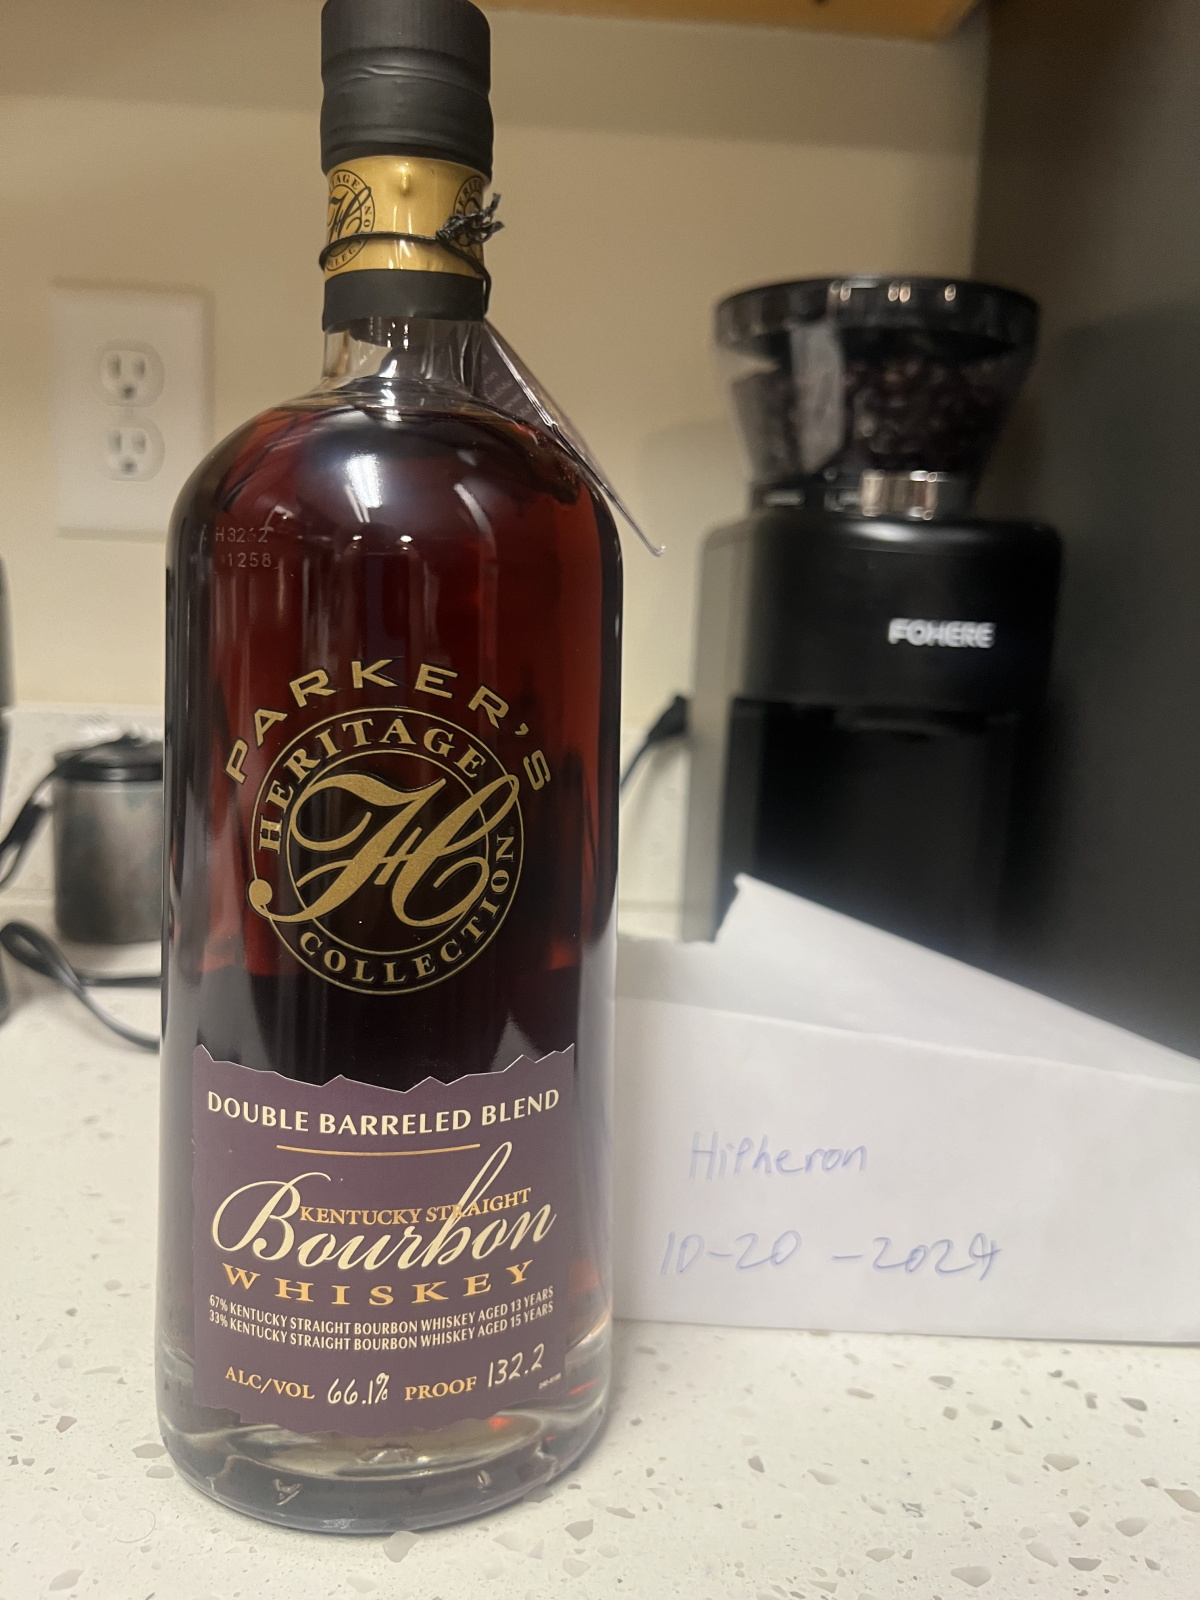 H3262
1258
PARKER'S
HERITAGE
H
COLLECTION
DOUBLE BARRELED BLEND
KENTUCKY STRAIGHT
Bourbon
WHISKEY
67% KENTUCKY STRAIGHT BOURBON WHISKEY AGED 13 YEARS
33% KENTUCKY STRAIGHT BOURBON WHISKEY AGED 15 YEARS
ALC/VOL 66.1% PROOF 132.2
FOHERE
Hipheron
10-20-2024